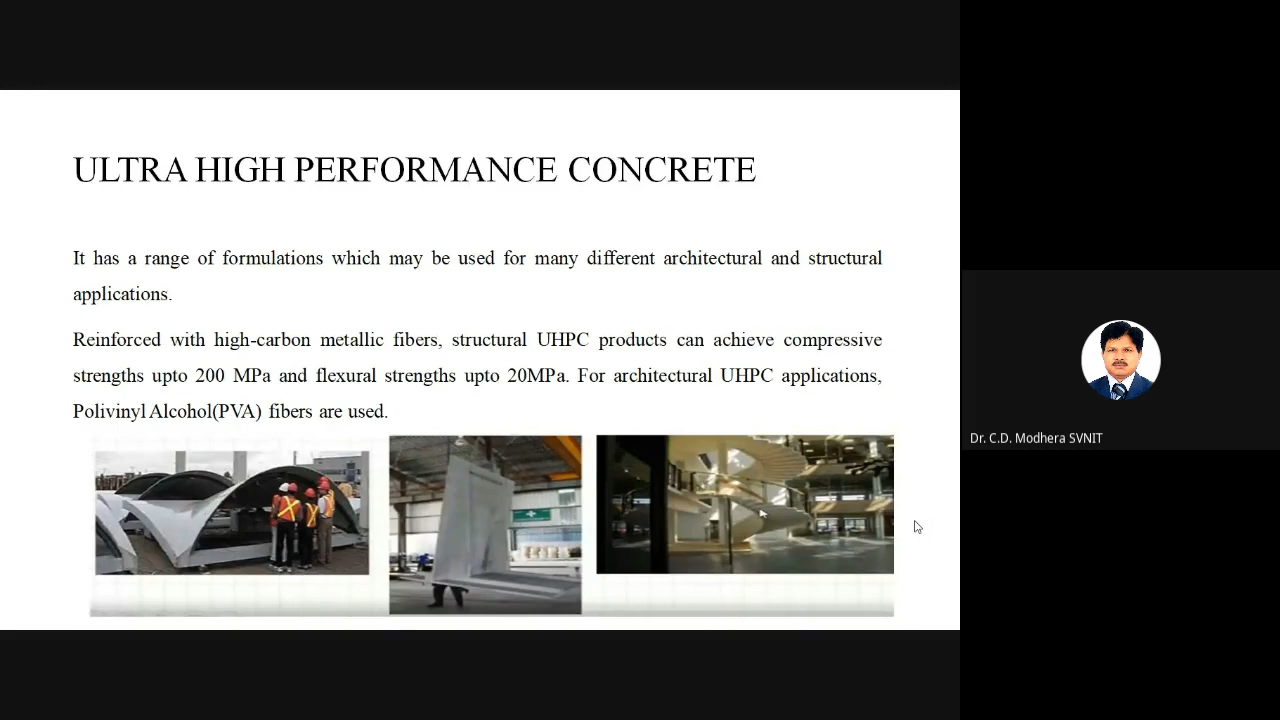 ULTRA HIGH PERFORMANCE CONCRETE
It has a range of formulations which may be used for many different architectural and structural
applications.
Reinforced with high-carbon metallic fibers, structural UHPC products can achieve compressive
strengths upto 200 MPa and flexural strengths upto 20MPa. For architectural UHPC applications,
Polivinyl Alcohol(PVA) fibers are used.
Dr. C.D. Modhera SVNIT